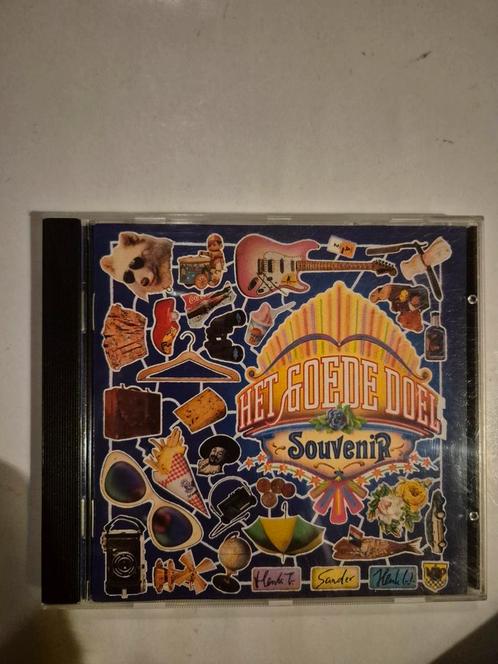 HET GOEDE DOEL
Souvenir
Henk T.
Sander
Henk W.